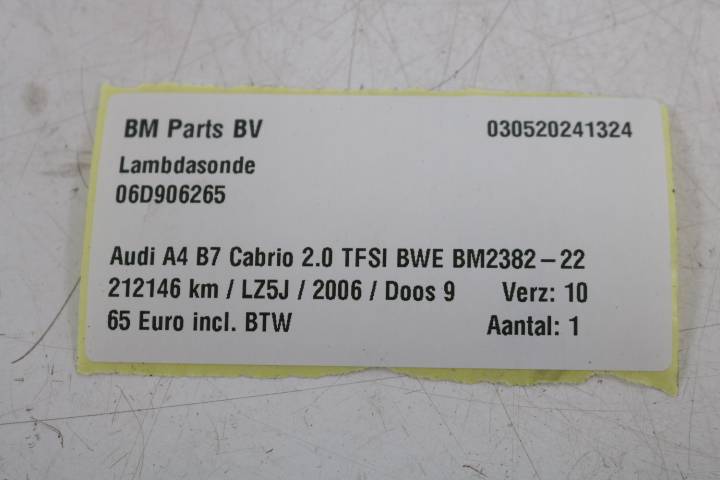 BM Parts BV 030520241324
Lambdasonde
06D906265
Audi A4 B7 Cabrio 2.0 TFSI BWE BM2382-22
212146 km / LZ5J / 2006 / Doos 9 Verz: 10
65 Euro incl. BTW Aantal: 1